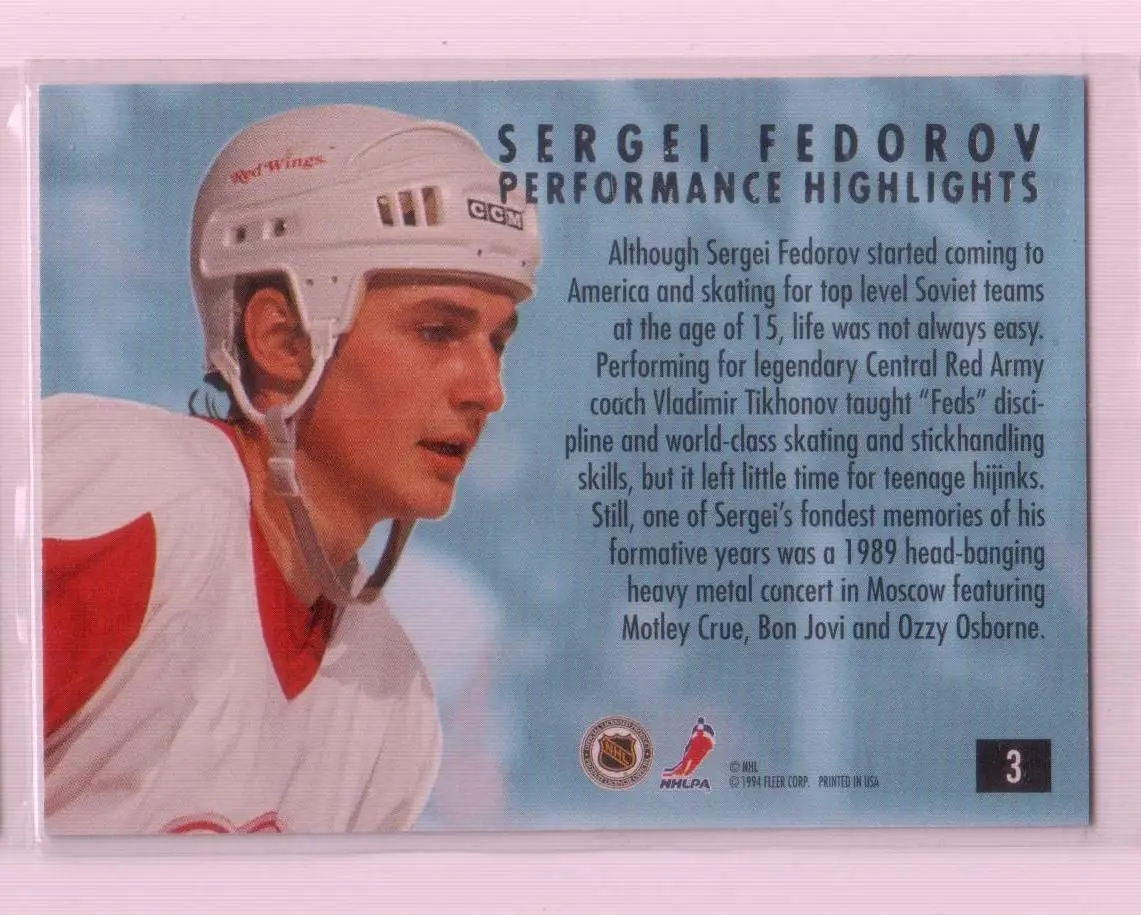 Red Wings
CCM
SERGEI FEDOROV
PERFORMANCE HIGHLIGHTS
Although Sergei Fedorov started coming to
America and skating for top level Soviet teams
at the age of 15, life was not always easy.
Performing for legendary Central Red Army
coach Vladimir Tikhonov taught “Feds” disci-
pline and world-class skating and stickhandling
skills, but it left little time for teenage hijinks.
Still, one of Sergei’s fondest memories of his
formative years was a 1989 head-banging
heavy metal concert in Moscow featuring
Motley Crue, Bon Jovi and Ozzy Osborne.
NHL
NHLPA
© NHL
© 1994 FLEER CORP. PRINTED IN USA
3